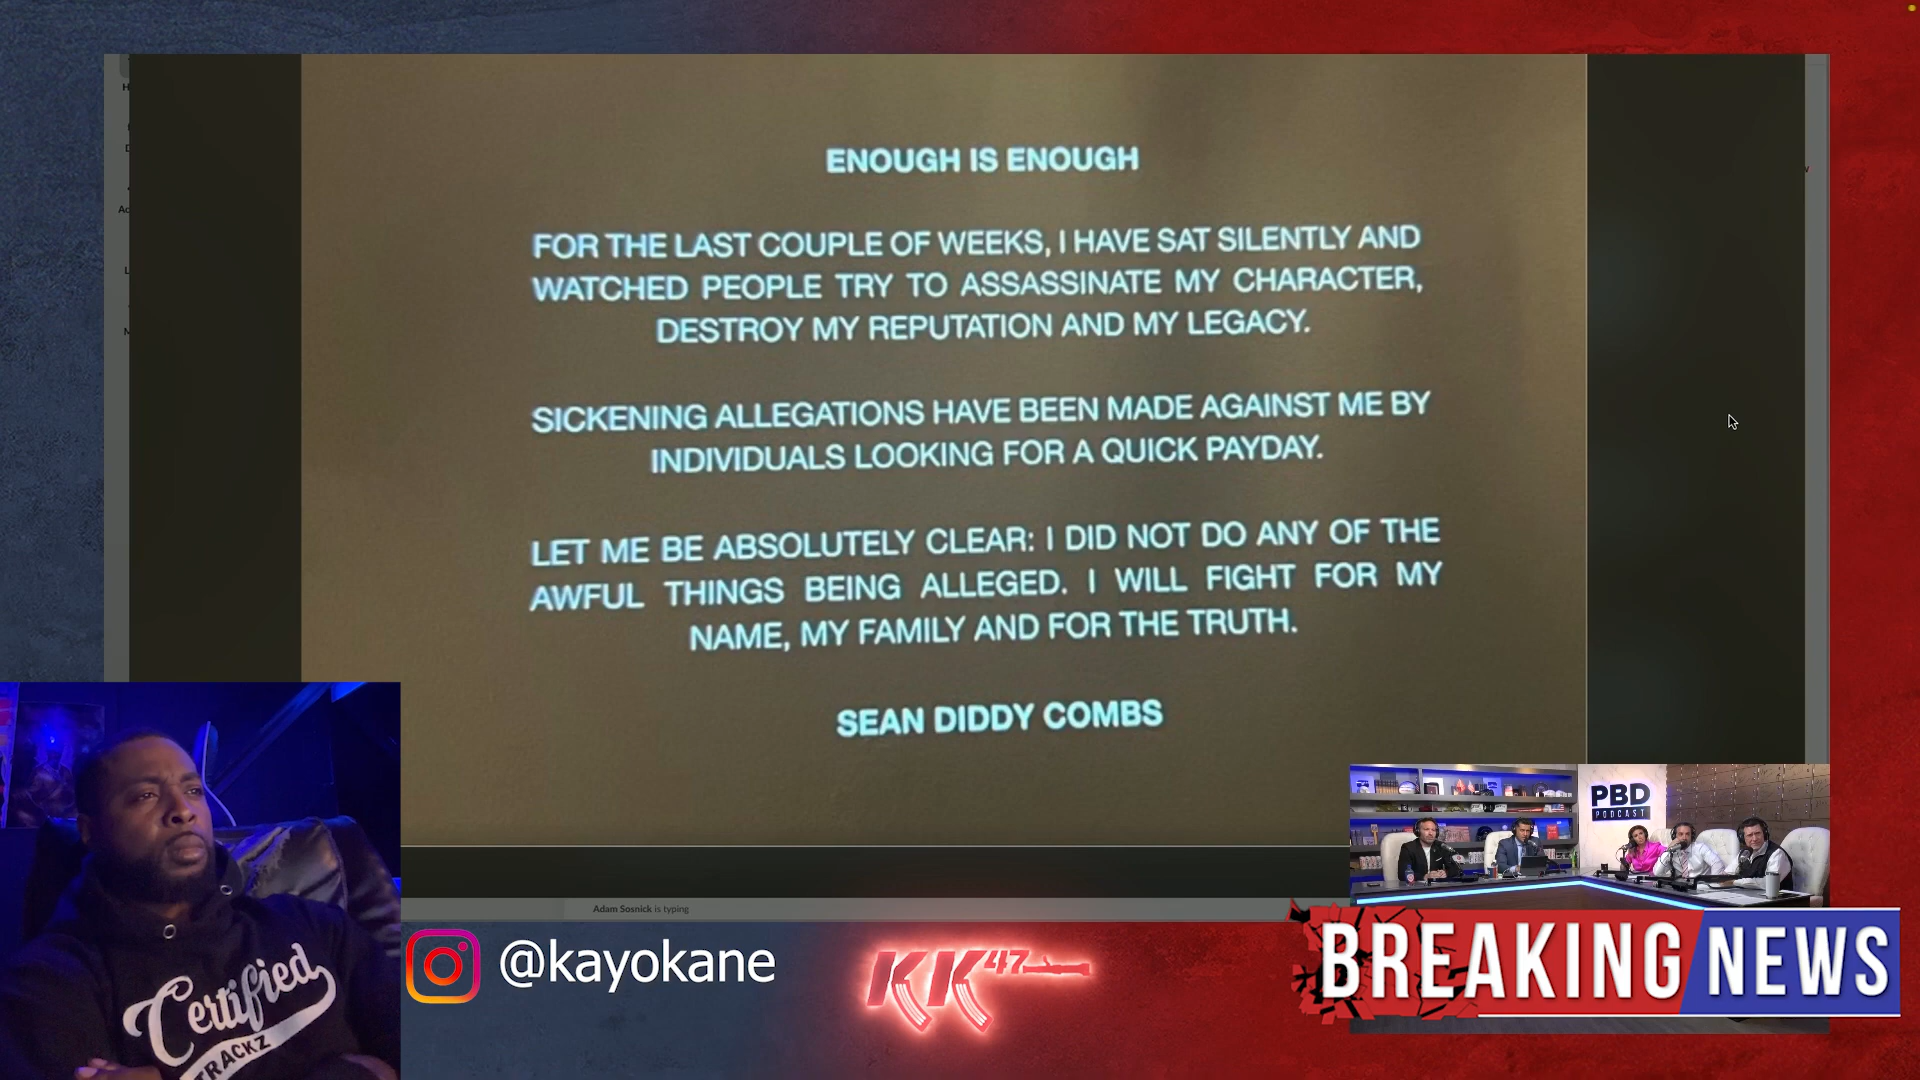 ENOUGH IS ENOUGH
FOR THE LAST COUPLE OF WEEKS, I HAVE SAT SILENTLY AND
WATCHED PEOPLE TRY TO ASSASSINATE MY CHARACTER,
DESTROY MY REPUTATION AND MY LEGACY.
SICKENING ALLEGATIONS HAVE BEEN MADE AGAINST ME BY
INDIVIDUALS LOOKING FOR A QUICK PAYDAY.
LET ME BE ABSOLUTELY CLEAR: I DID NOT DO ANY OF THE
AWFUL THINGS BEING ALLEGED. I WILL FIGHT FOR MY
NAME, MY FAMILY AND FOR THE TRUTH.
SEAN DIDDY COMBS
PBD
PODCAST
Adam Sosnick is typing
@kayokane
KK47
BREAKING NEWS
Certified
TRACKZ